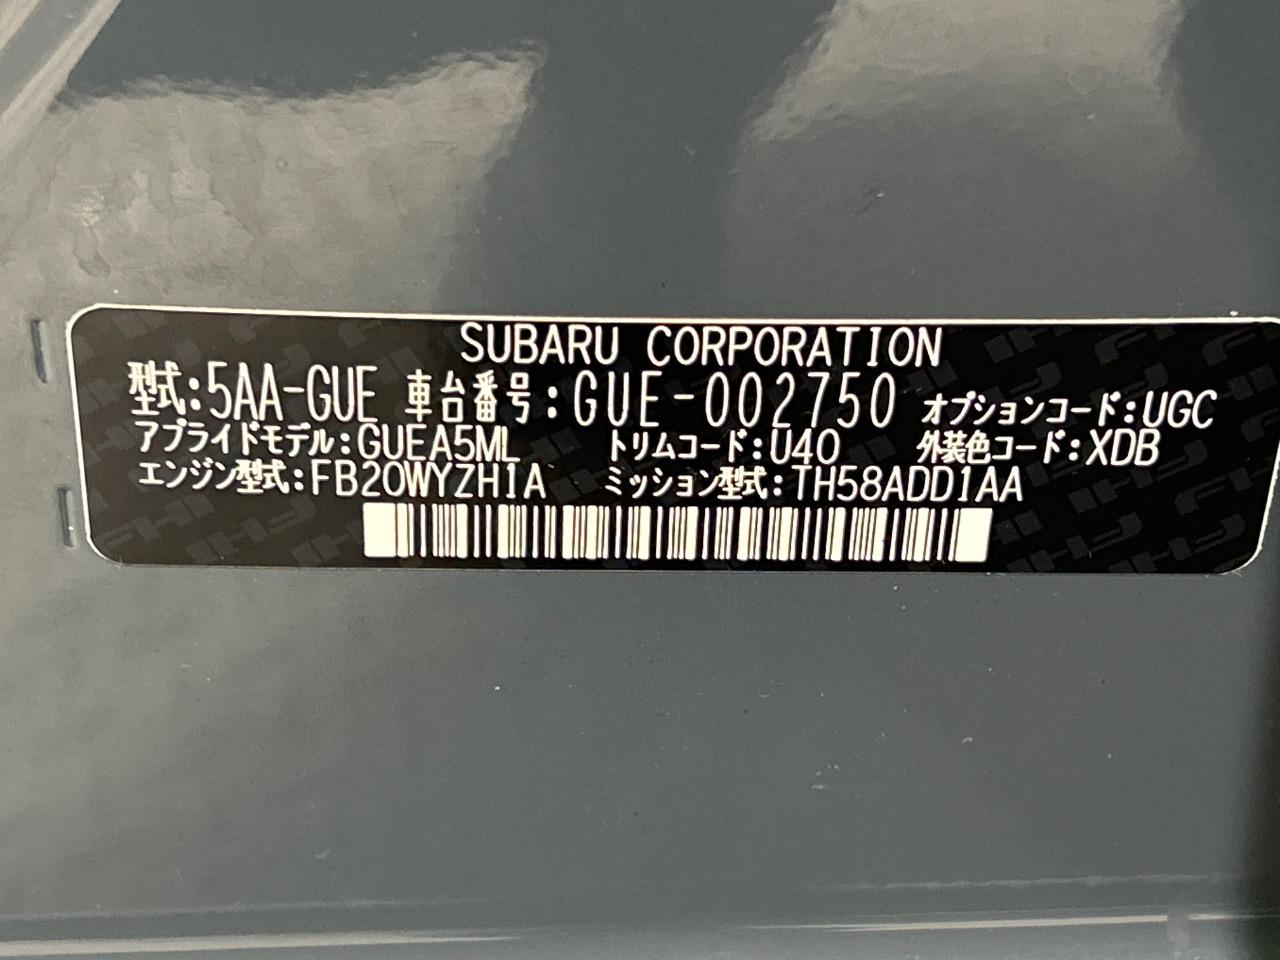 SUBARU CORPORATION
型式:5AA-GUE 車台番号:GUE-002750 オプションコード:UGC
アプライドモデル:GUEA5ML トリムコード:U40 外装色コード:XDB
エンジン型式:FB20WYZH1A ミッション型式:TH58ADD1AA